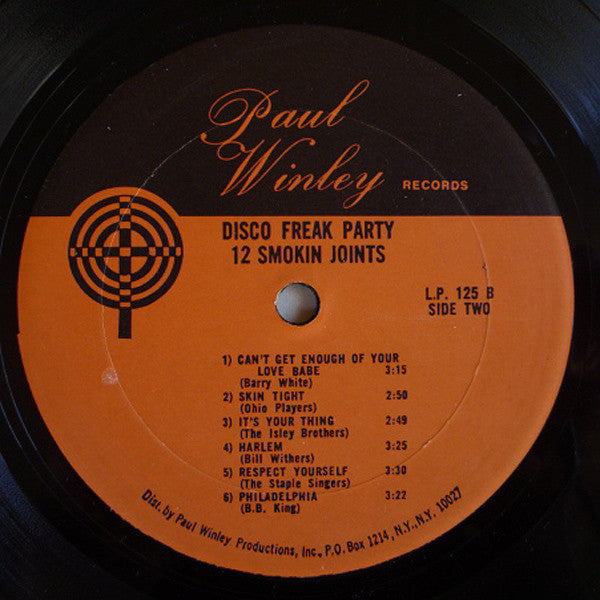 Paul
Winley RECORDS
DISCO FREAK PARTY
12 SMOKIN JOINTS
L.P. 125 B
SIDE TWO
1) CAN'T GET ENOUGH OF YOUR
LOVE BABE 3:15
(Barry White)
2) SKIN TIGHT 2:50
(Ohio Players)
3) IT'S YOUR THING 2:49
(The Isley Brothers)
4) HARLEM 3:25
(Bill Withers)
5) RESPECT YOURSELF 3:30
(The Staple Singers)
6) PHILADELPHIA 3:22
(B.B. King)
Dist. by Paul Winley Productions, Inc., P.O. Box 1214, N.Y., N.Y. 10027